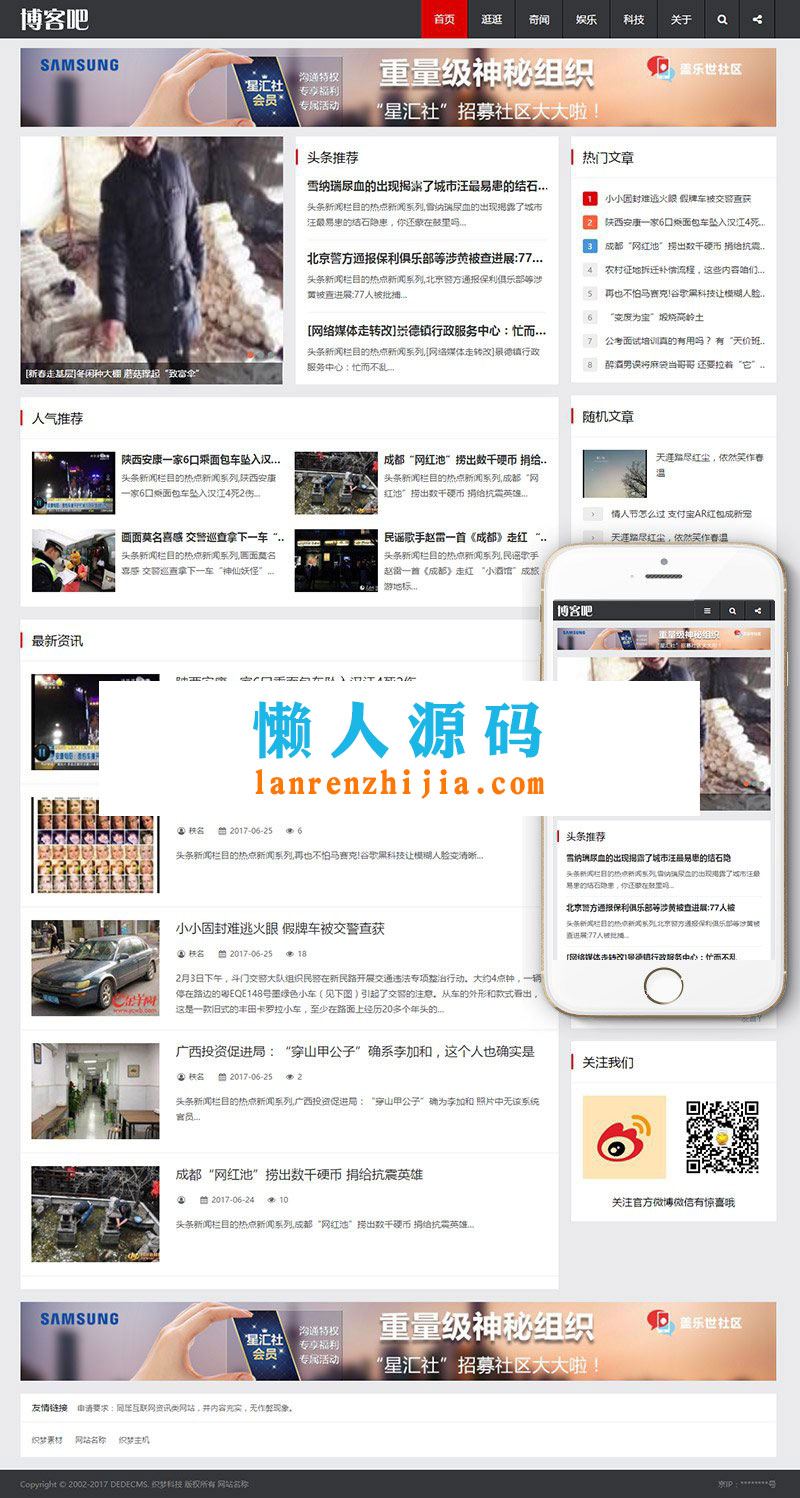 博客吧
首页 逛逛 奇闻 娱乐 科技 关于
SAMSUNG
星汇社
会员
沟通特权
专享福利
专属活动
重量级神秘组织
“星汇社”招募社区大大啦！
盖乐世社区
[新春走基层]冬闲种大棚 蘑菇撑起“致富伞”
头条推荐
雪纳瑞尿血的出现揭露了城市汪最易患的结石...
头条新闻栏目的热点新闻系列,雪纳瑞尿血的出现揭露了城市
汪最易患的结石隐患，你还蒙在鼓里吗...
北京警方通报保利俱乐部等涉黄被查进展:77...
头条新闻栏目的热点新闻系列,北京警方通报保利俱乐部等涉
黄被查进展:77人被批捕...
[网络媒体走转改]景德镇行政服务中心：忙而...
头条新闻栏目的热点新闻系列,[网络媒体走转改]景德镇行政
服务中心：忙而不乱...
热门文章
1 小小固封难逃火眼 假牌车被交警直获
2 陕西安康一家6口乘面包车坠入汉江4死...
3 成都“网红池”捞出数千硬币 捐给抗震...
4 农村征地拆迁补偿流程，这些内容咱们...
5 再也不怕马赛克!谷歌黑科技让模糊人脸...
6 “变废为宝”煅烧高岭土
7 公考面试培训真的有用吗？ 有“天价班..
8 醉酒男误将麻袋当哥哥 还要拉着“它”..
人气推荐
陕西安康一家6口乘面包车坠入汉...
头条新闻栏目的热点新闻系列,陕西安康
一家6口乘面包车坠入汉江4死2伤...
成都“网红池”捞出数千硬币 捐给..
头条新闻栏目的热点新闻系列,成都“网
红池”捞出数千硬币 捐给抗震英雄...
画面莫名喜感 交警巡查拿下一车“..
头条新闻栏目的热点新闻系列,画面莫名
喜感 交警巡查拿下一车“神仙妖怪”...
民谣歌手赵雷一首《成都》走红 “..
头条新闻栏目的热点新闻系列,民谣歌手
赵雷一首《成都》走红 “小酒馆”成旅
游地标...
随机文章
天涯踏尽红尘，依然笑作春
温
情人节怎么过 支付宝AR红包成新宠
天涯踏尽红尘，依然笑作春温
最新资讯
陕西安康一家6口乘面包车坠入汉江4死2伤
懒人源码
lanrenzhijia.com
佚名 2017-06-25 6
头条新闻栏目的热点新闻系列,再也不怕马赛克!谷歌黑科技让模糊人脸变清晰...
小小固封难逃火眼 假牌车被交警直获
佚名 2017-06-25 18
2月3日下午，斗门交警大队组织民警在新民路开展交通违法专项整治行动。大约4点钟，一辆
停在路边的粤EQE148号墨绿色小车（见下图）引起了交警的注意。从车的外形和款式看出，
这是一款旧式的丰田卡罗拉小车，至少在路面上经历20多个年头的...
广西投资促进局：“穿山甲公子”确系李加和，这个人也确实是
佚名 2017-06-25 2
头条新闻栏目的热点新闻系列,广西投资促进局：“穿山甲公子”确为李加和 照片中无该系统
官员...
成都“网红池”捞出数千硬币 捐给抗震英雄
2017-06-24 10
头条新闻栏目的热点新闻系列,成都“网红池”捞出数千硬币 捐给抗震英雄...
博客吧
SAMSUNG
重量级神秘组织
“星汇社”招募社区大大啦！
头条推荐
雪纳瑞尿血的出现揭露了城市汪最易患的结石隐
头条新闻栏目的热点新闻系列,雪纳瑞尿血的出现揭露了城市汪最
易患的结石隐患，你还蒙在鼓里吗...
北京警方通报保利俱乐部等涉黄被查进展:77人被
头条新闻栏目的热点新闻系列,北京警方通报保利俱乐部等涉黄被
查进展:77人被批捕...
[网络媒体走转改]景德镇行政服务中心：忙而不乱
关注我们
关注官方微博微信有惊喜哦
SAMSUNG
星汇社
会员
沟通特权
专享福利
专属活动
重量级神秘组织
“星汇社”招募社区大大啦！
盖乐世社区
友情链接 申请要求：同属互联网资讯类网站，并内容充实，无作弊现象。
织梦素材 网站名称 织梦主机
Copyright © 2002-2017 DEDECMS. 织梦科技 版权所有 网站名称
京IP：********号